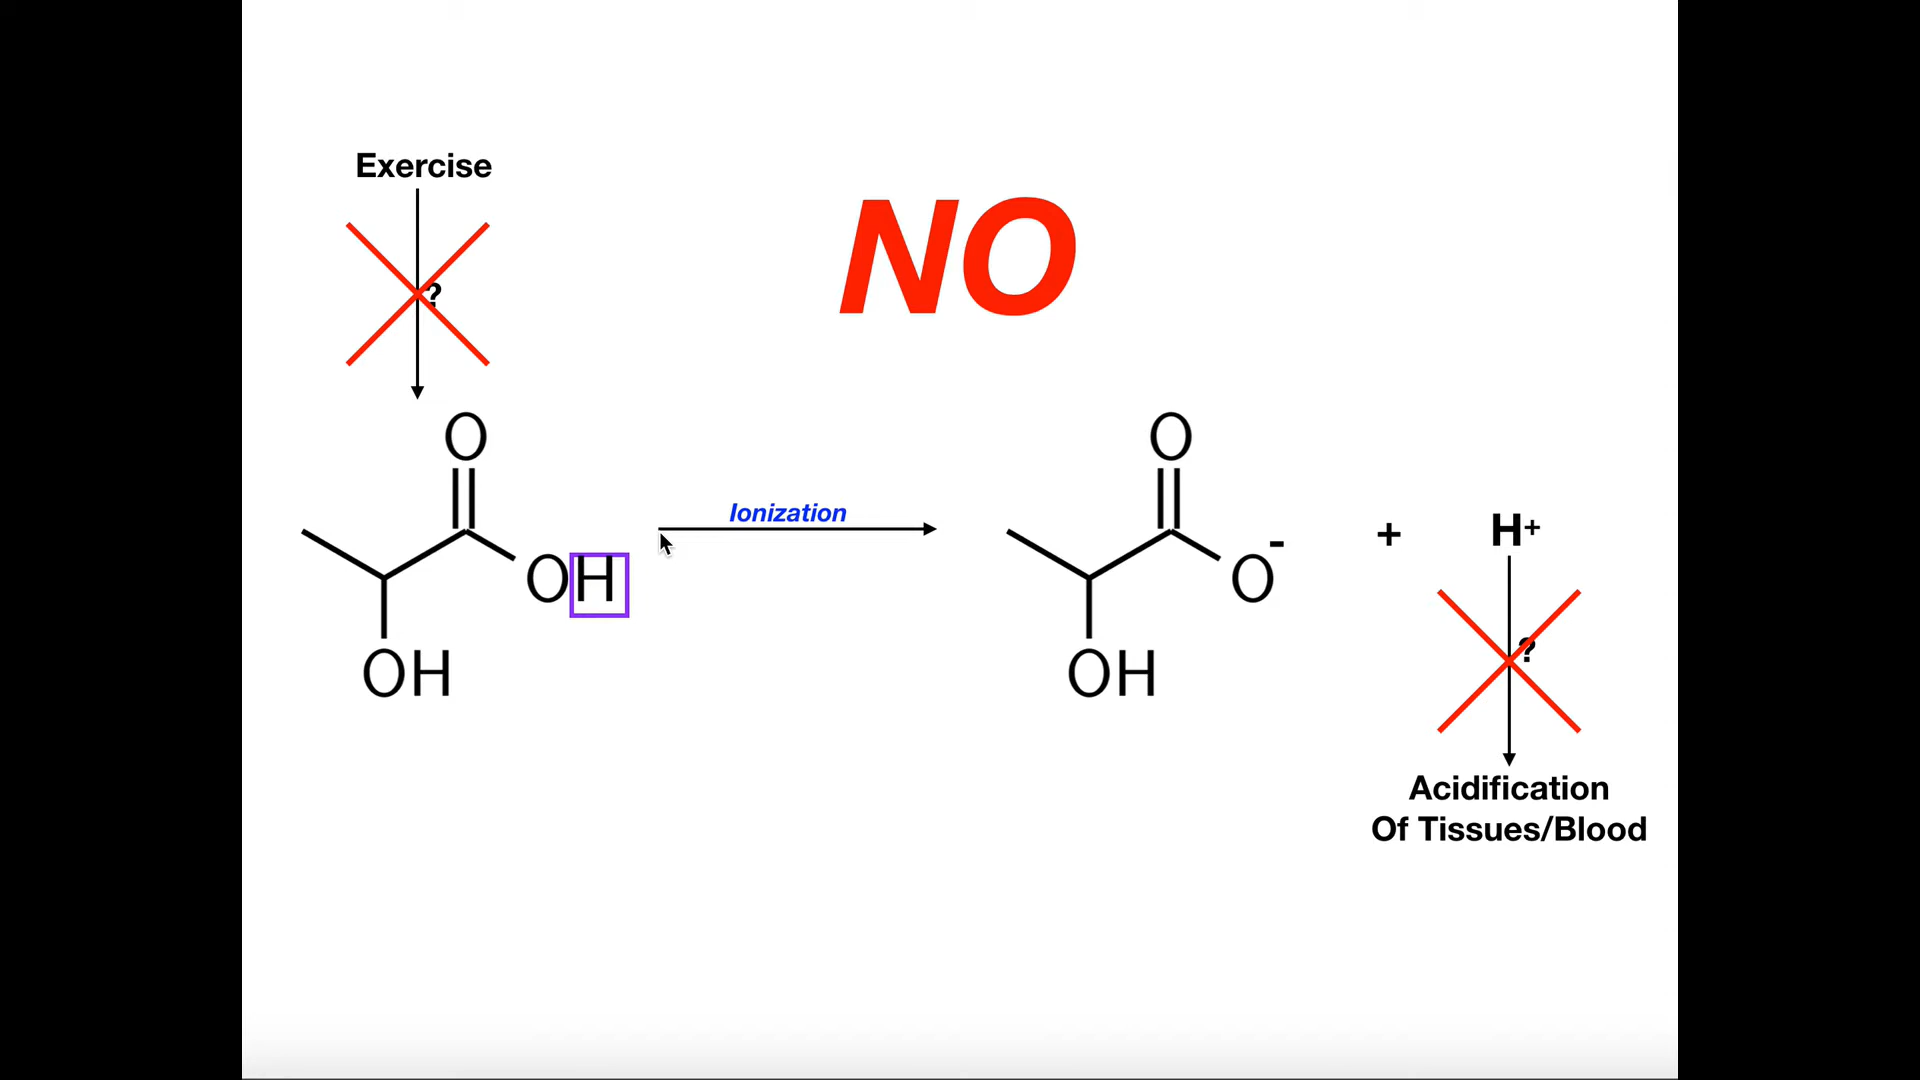 Exercise
NO
?
O
O
Ionization
-
+
H+
OH
O
?
OH
OH
Acidification
Of Tissues/Blood